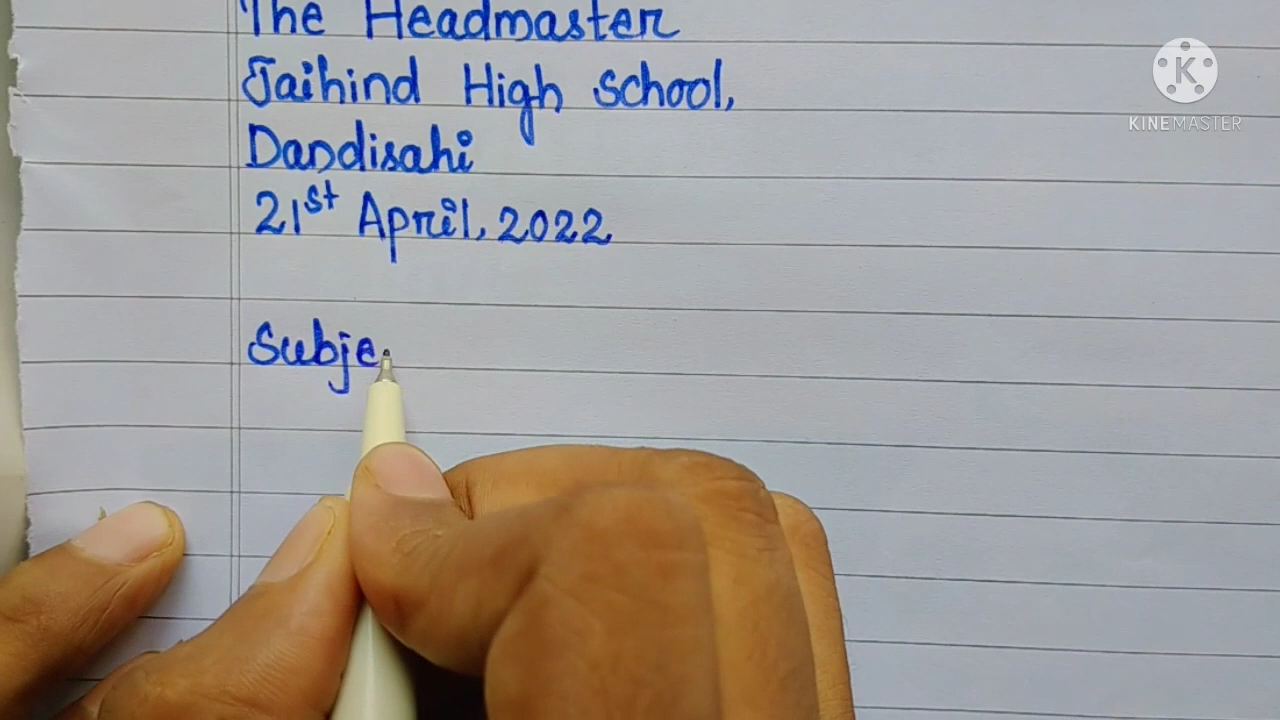 The Headmaster
Jaihind High school,
Dandisahi
21st April, 2022
Subje
K
KINEMASTER